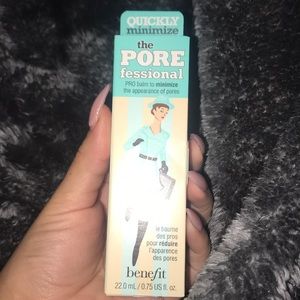 QUICKLY
minimize
the
PORE
fessional
PRO balm to minimize
the appearance of pores
le baume
des pros
pour réduire
l'apparence
des pores
benefit
22.0 mL / 0.75 US fl. oz.